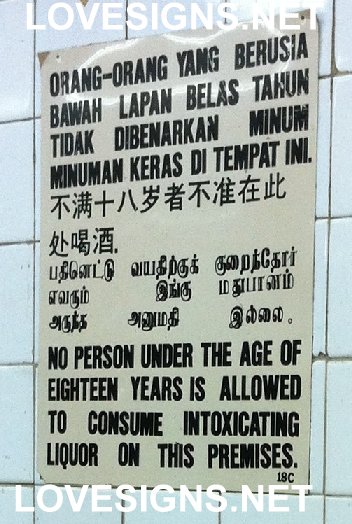 LOVESIGNS.NET
ORANG-ORANG YANG BERUSIA
BAWAH LAPAN BELAS TAHUN
TIDAK DIBENARKAN MINUM
MINUMAN KERAS DI TEMPAT INI.
不满十八岁者不准在此
处喝酒.
பதினெட்டு வயதிற்குக் குறைந்தோர்
எவரும் இங்கு மதுபானம்
அருந்த அனுமதி இல்லை.
NO PERSON UNDER THE AGE OF
EIGHTEEN YEARS IS ALLOWED
TO CONSUME INTOXICATING
LIQUOR ON THIS PREMISES.
18C
LOVESIGNS.NET